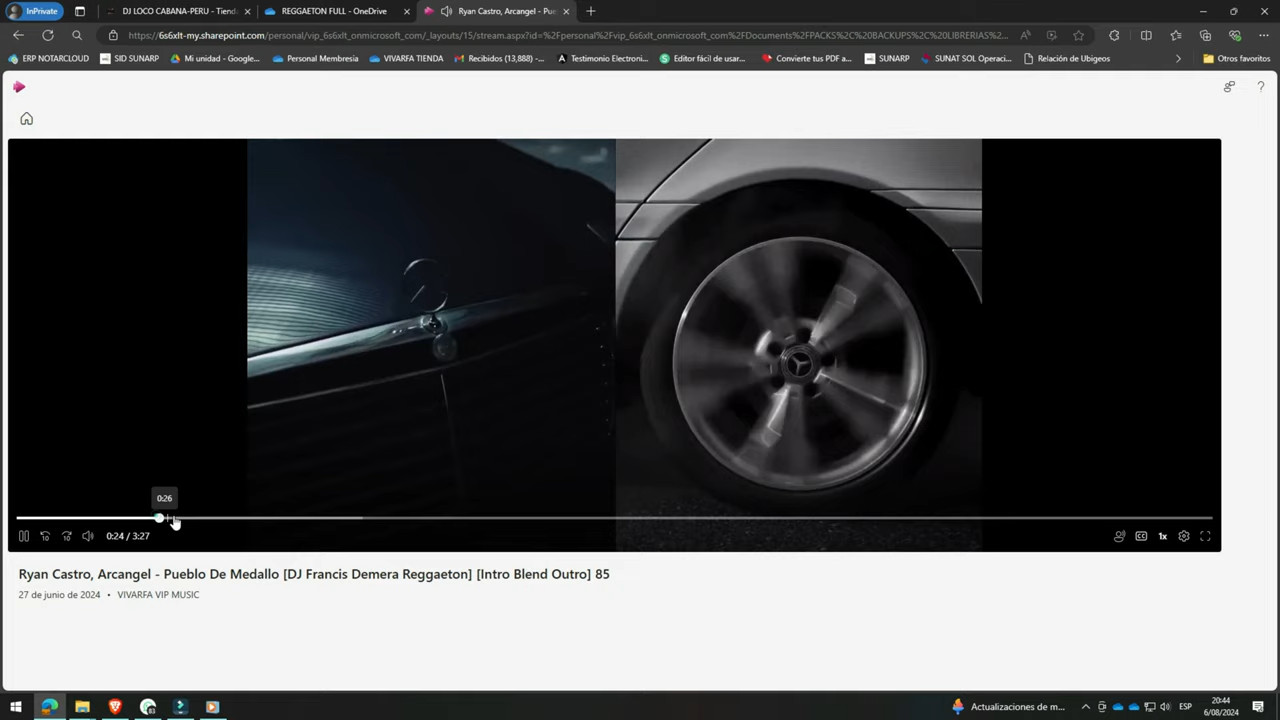 InPrivate
DJ LOCO CABANA-PERU - Tiend
REGGAETON FULL - OneDrive
Ryan Castro, Arcangel - Pue
https://6s6xlt-my.sharepoint.com/personal/vip_6s6xlt_onmicrosoft_com/_layouts/15/stream.aspx?id=%2Fpersonal%2Fvip_6s6xlt_onmicrosoft_com%2FDocuments%2FPACKS%2C%20BACKUPS%2C%20LIBRERIAS%2C%20M...
ERP NOTARCLOUD
SID SUNARP
Mi unidad - Google...
Personal Membresia
VIVARFA TIENDA
Recibidos (13,888) -...
Testimonio Electroni...
Editor fácil de usar...
Convierte tus PDF a...
SUNARP
SUNAT SOL Operaci...
Relación de Ubigeos
Otros favoritos
0:26
10
10
0:24 / 3:27
1x
Ryan Castro, Arcangel - Pueblo De Medallo [DJ Francis Demera Reggaeton] [Intro Blend Outro] 85
27 de junio de 2024 • VIVARFA VIP MUSIC
Actualizaciones de m...
ESP
20:44
6/08/2024